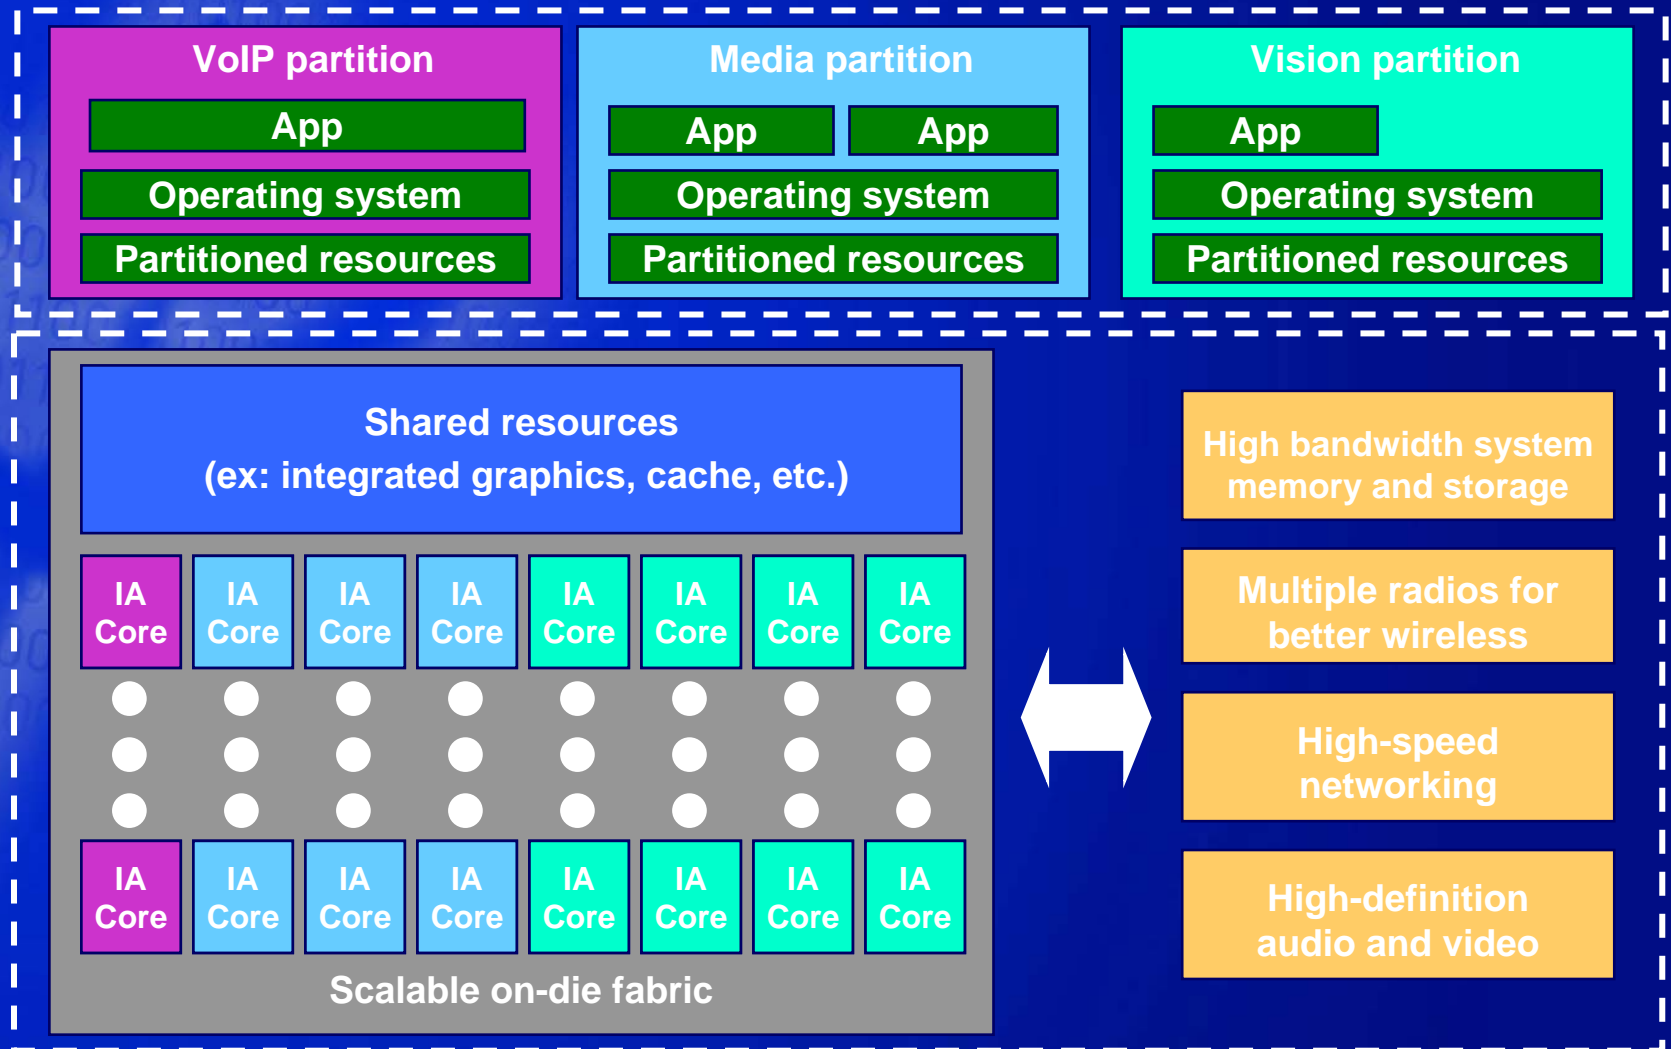 VoIP partition
App
Operating system
Partitioned resources
Media partition
App App
Operating system
Partitioned resources
Vision partition
App
Operating system
Partitioned resources
Shared resources
(ex: integrated graphics, cache, etc.)
IA IA IA IA IA IA IA IA
Core Core Core Core Core Core Core Core
IA IA IA IA IA IA IA IA
Core Core Core Core Core Core Core Core
Scalable on-die fabric
High bandwidth system
memory and storage
Multiple radios for
better wireless
High-speed
networking
High-definition
audio and video